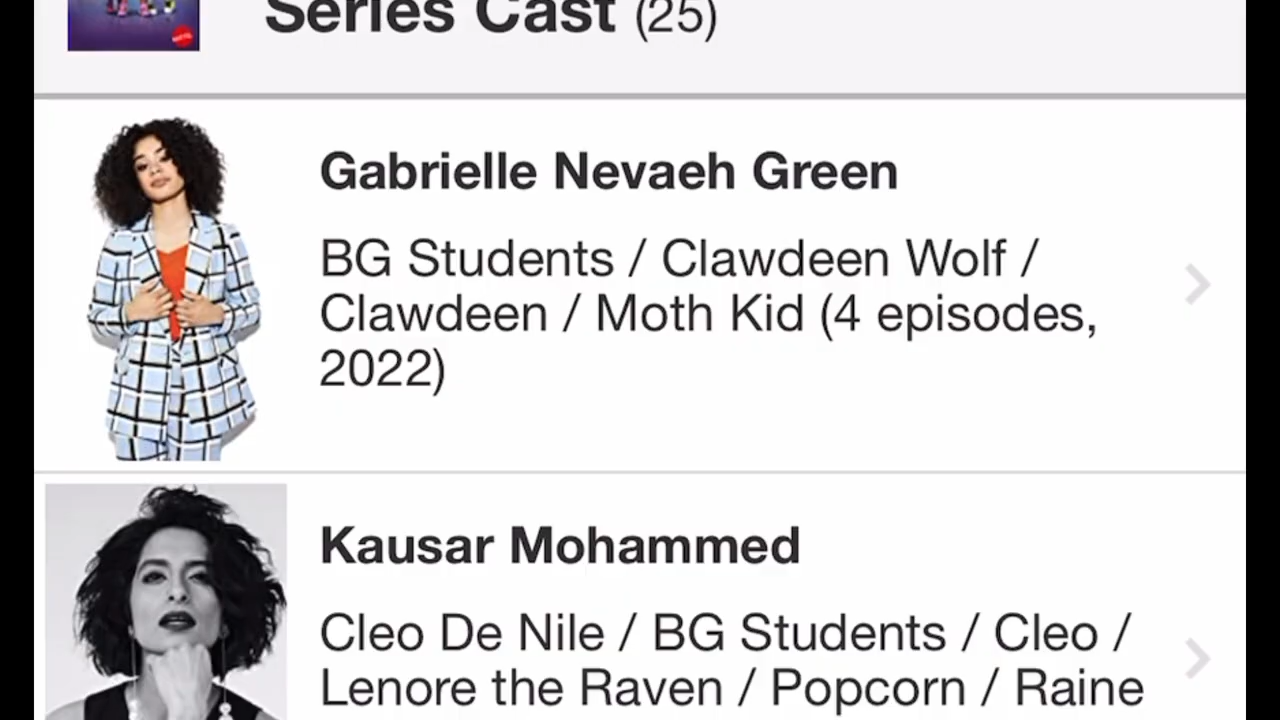 Series Cast (25)
Gabrielle Nevaeh Green
BG Students / Clawdeen Wolf /
Clawdeen / Moth Kid (4 episodes,
2022)
Kausar Mohammed
Cleo De Nile / BG Students / Cleo /
Lenore the Raven / Popcorn / Raine